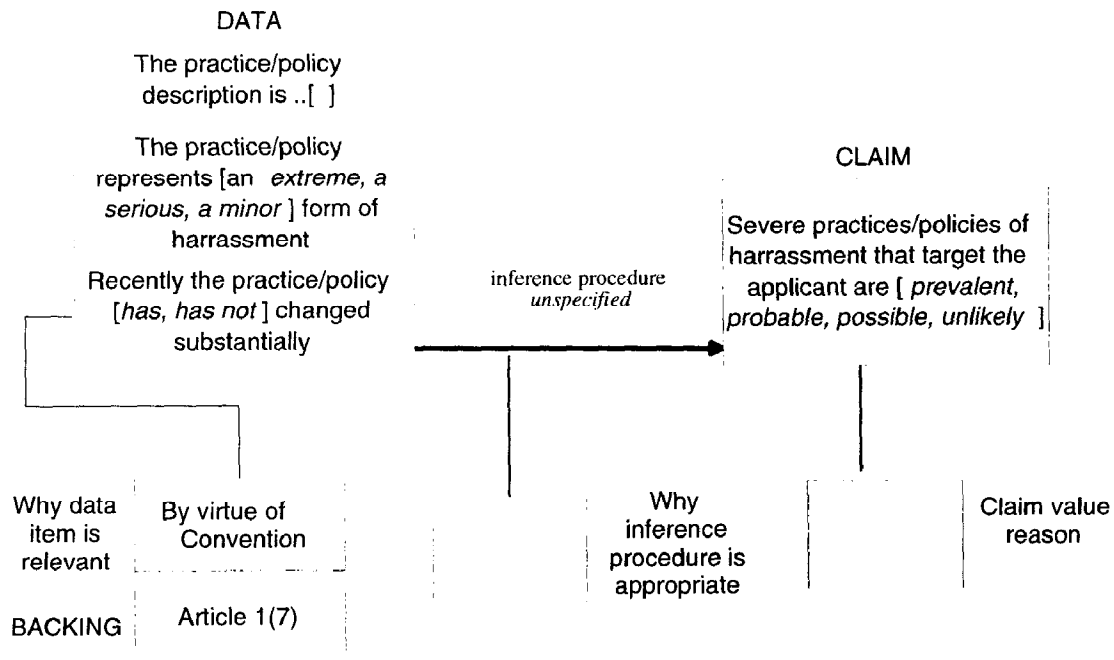 DATA
The practice/policy
description is ..[ ]
The practice/policy
represents [an extreme, a
serious, a minor ] form of
harrassment
Recently the practice/policy
[has, has not ] changed
substantially
inference procedure
unspecified
CLAIM
Severe practices/policies of
harrassment that target the
applicant are [ prevalent,
probable, possible, unlikely ]
Why data
item is
relevant
By virtue of
Convention
Why
inference
procedure is
appropriate
Claim value
reason
BACKING
Article 1(7)